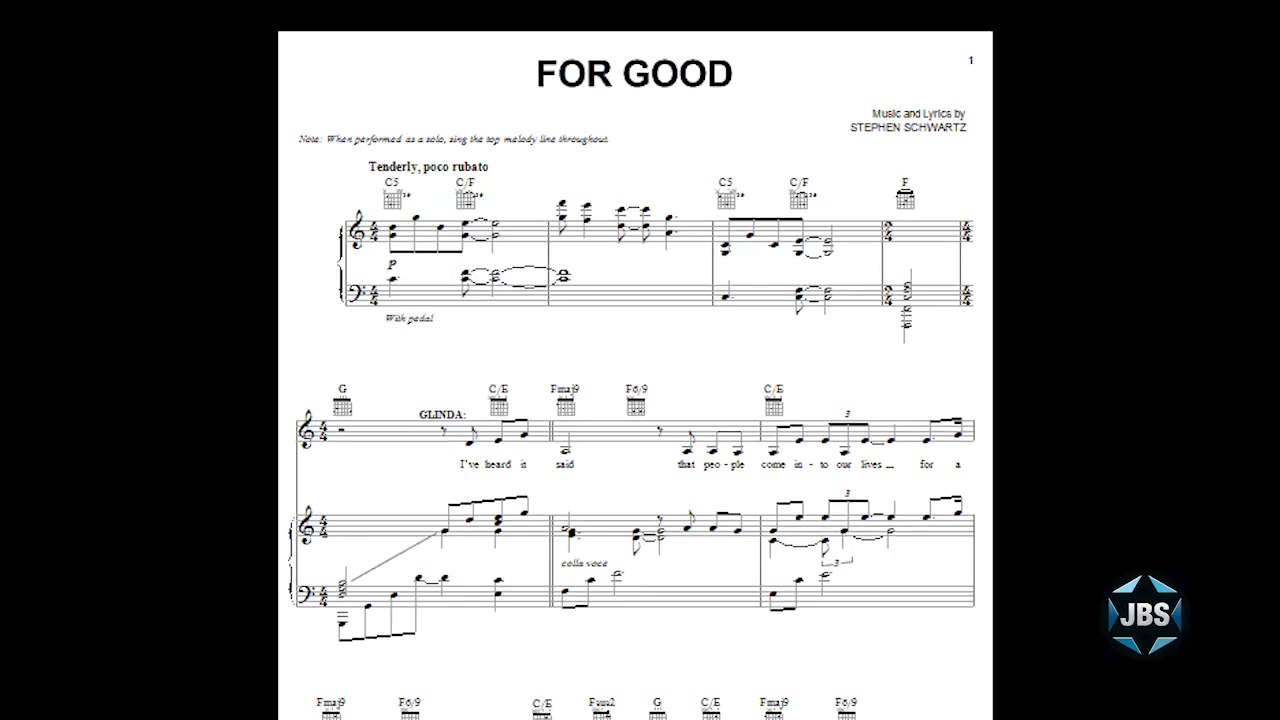 FOR GOOD
1
Music and Lyrics by
STEPHEN SCHWARTZ
Note: When performed as a solo, sing the top melody line throughout.
Tenderly, poco rubato
C5 C/F C5 C/F F
p
With pedal
G C/E Fmaj9 F6/9 C/E
GLINDA:
3
I've heard it said that peo - ple come in - to our lives for a
3
colla voce
3
JBS
Fmaj9 F6/9 C/E Fsus2 G C/E Fmaj9 F6/9